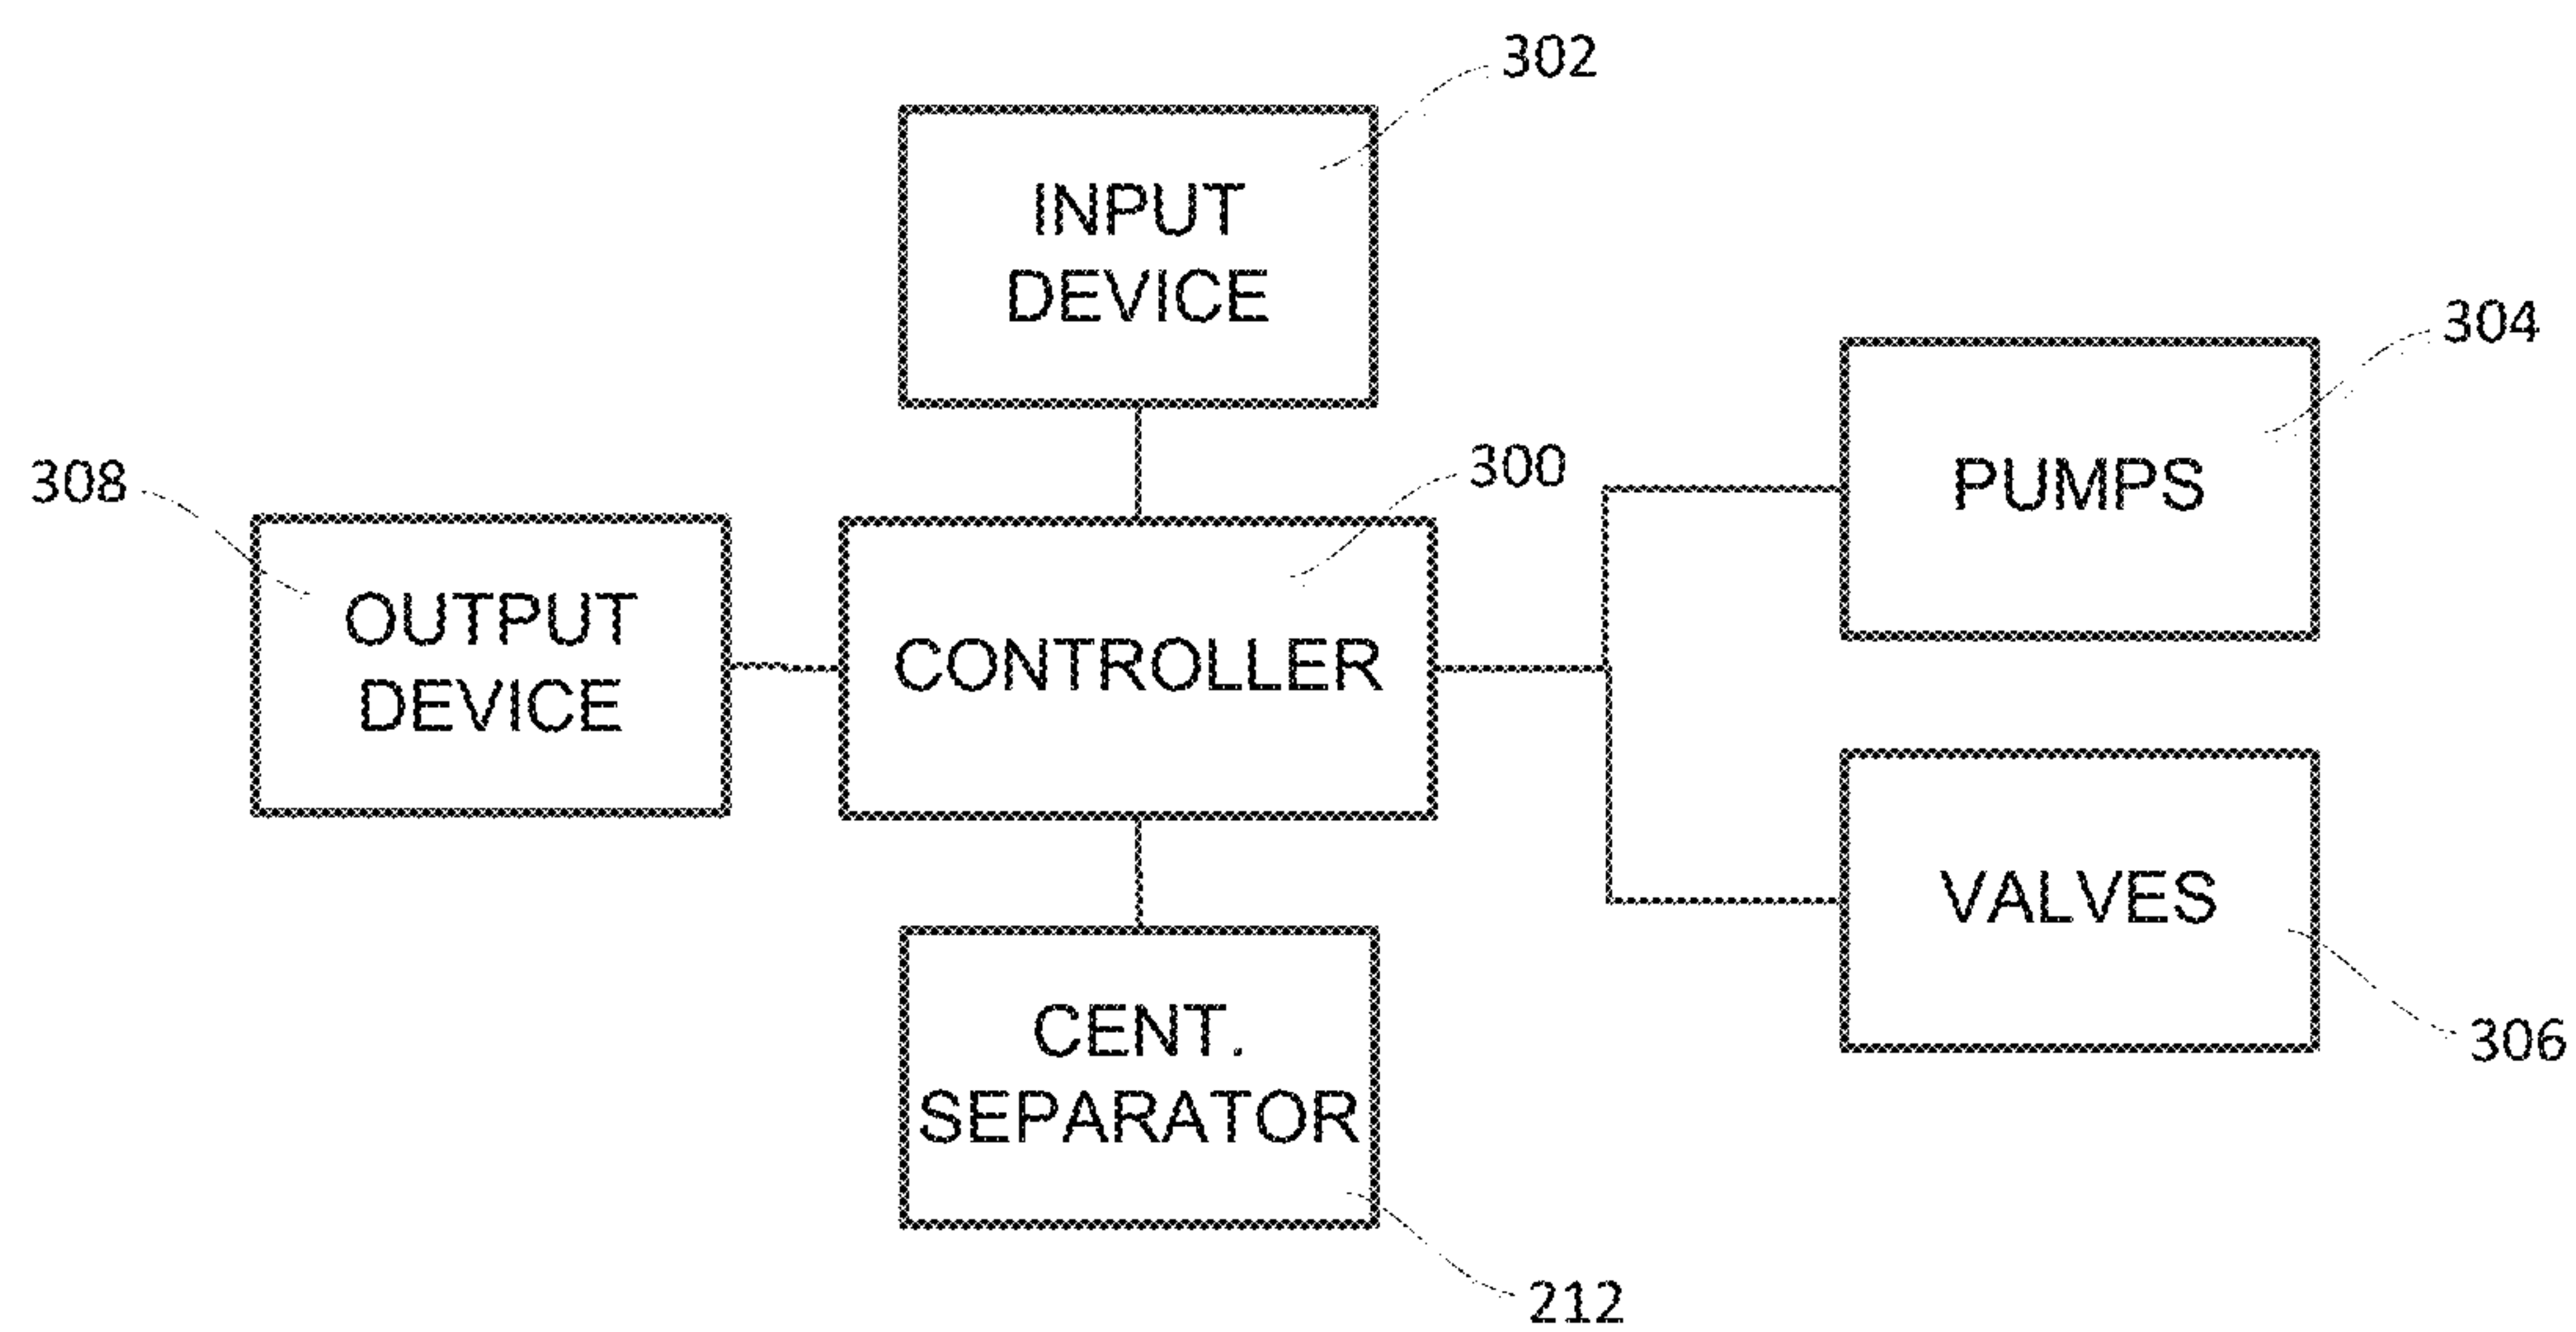 302
INPUT
DEVICE
304
PUMPS
300
308
OUTPUT
DEVICE
CONTROLLER
VALVES
306
CENT.
SEPARATOR
212